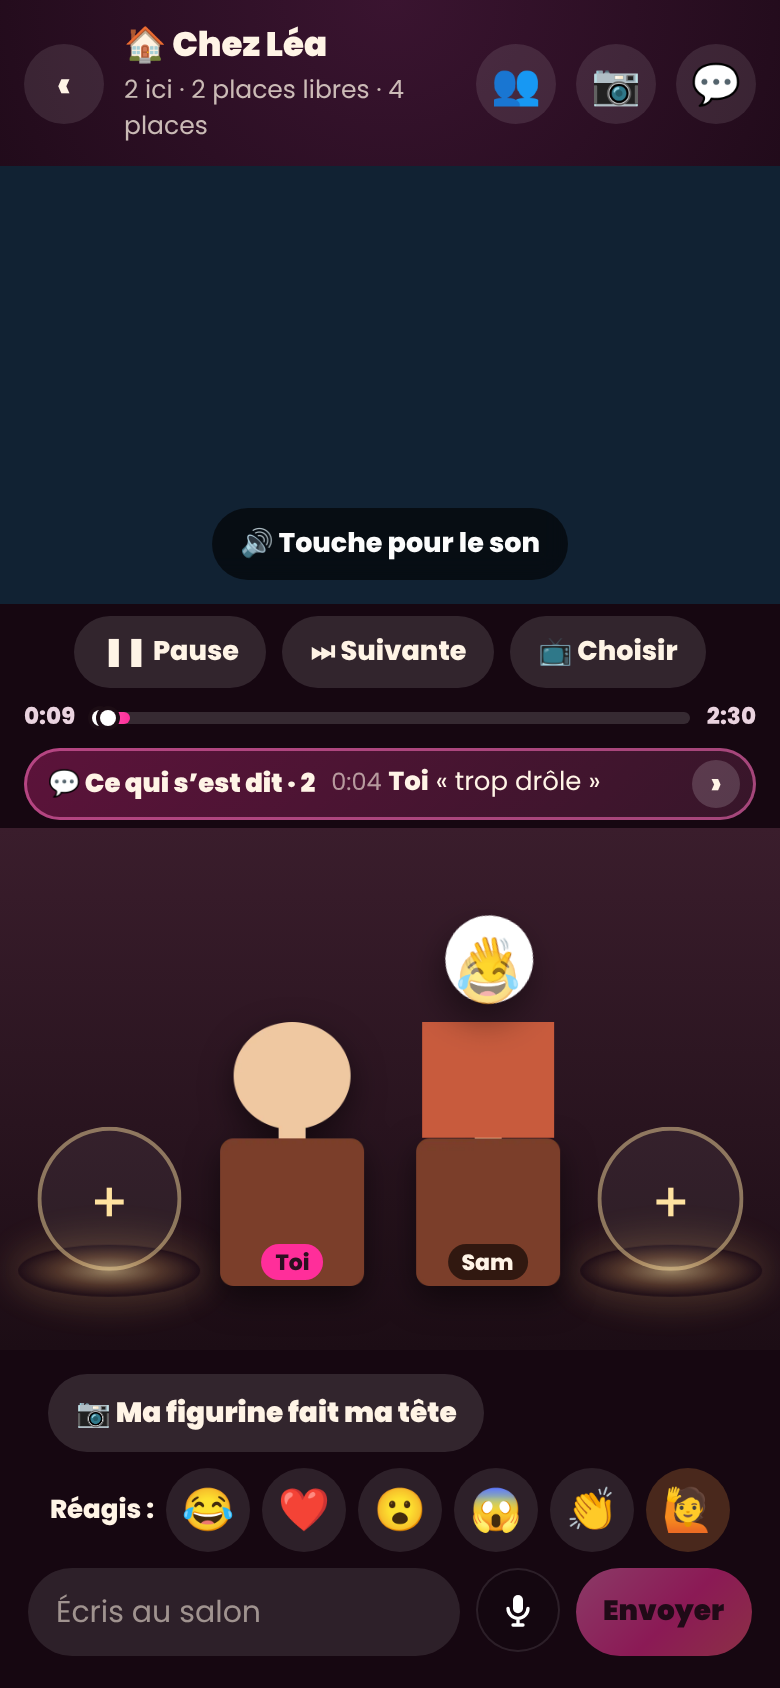 🏠 Chez Léa
2 ici · 2 places libres · 4
places
🔊 Touche pour le son
❚❚ Pause
⏭ Suivante
📺 Choisir
0:09
2:30
💬 Ce qui s’est dit · 2 0:04 Toi « trop drôle »
Toi
Sam
📷 Ma figurine fait ma tête
Réagis :
Écris au salon
Envoyer